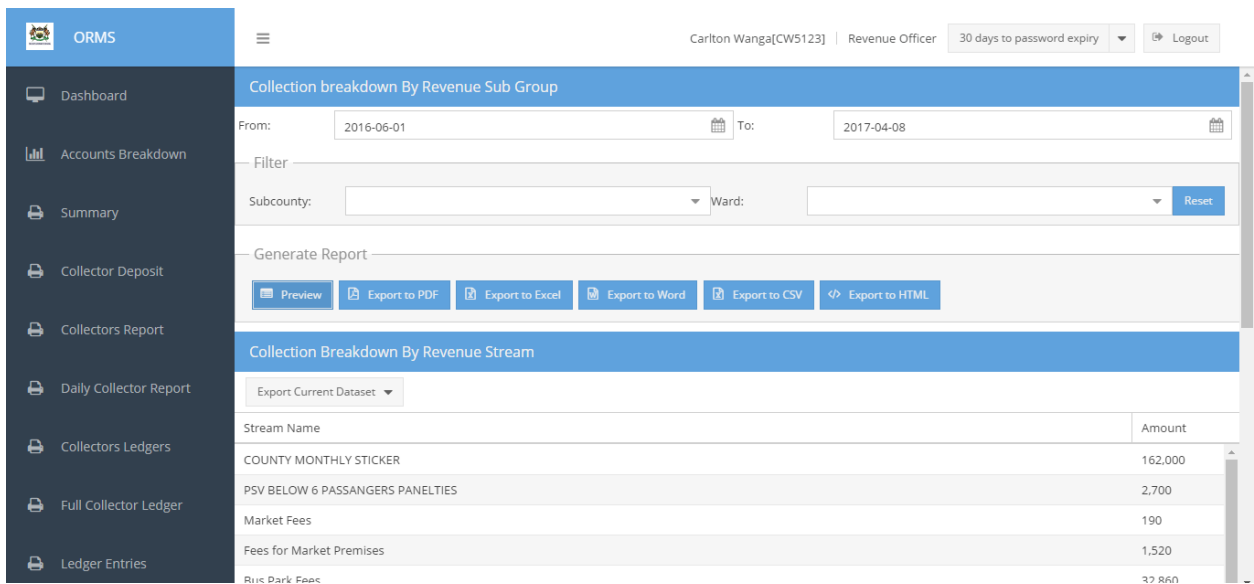 ORMS
Carlton Wanga[CW5123] | Revenue Officer 30 days to password expiry Logout
Dashboard
Accounts Breakdown
Summary
Collector Deposit
Collectors Report
Daily Collector Report
Collectors Ledgers
Full Collector Ledger
Ledger Entries
Collection breakdown By Revenue Sub Group
From: 2016-06-01 To: 2017-04-08
Filter
Subcounty: Ward: Reset
Generate Report
Preview Export to PDF Export to Excel Export to Word Export to CSV Export to HTML
Collection Breakdown By Revenue Stream
Export Current Dataset
Stream Name Amount
COUNTY MONTHLY STICKER 162,000
PSV BELOW 6 PASSANGERS PANELTIES 2,700
Market Fees 190
Fees for Market Premises 1,520
Bus Park Fees 32,860